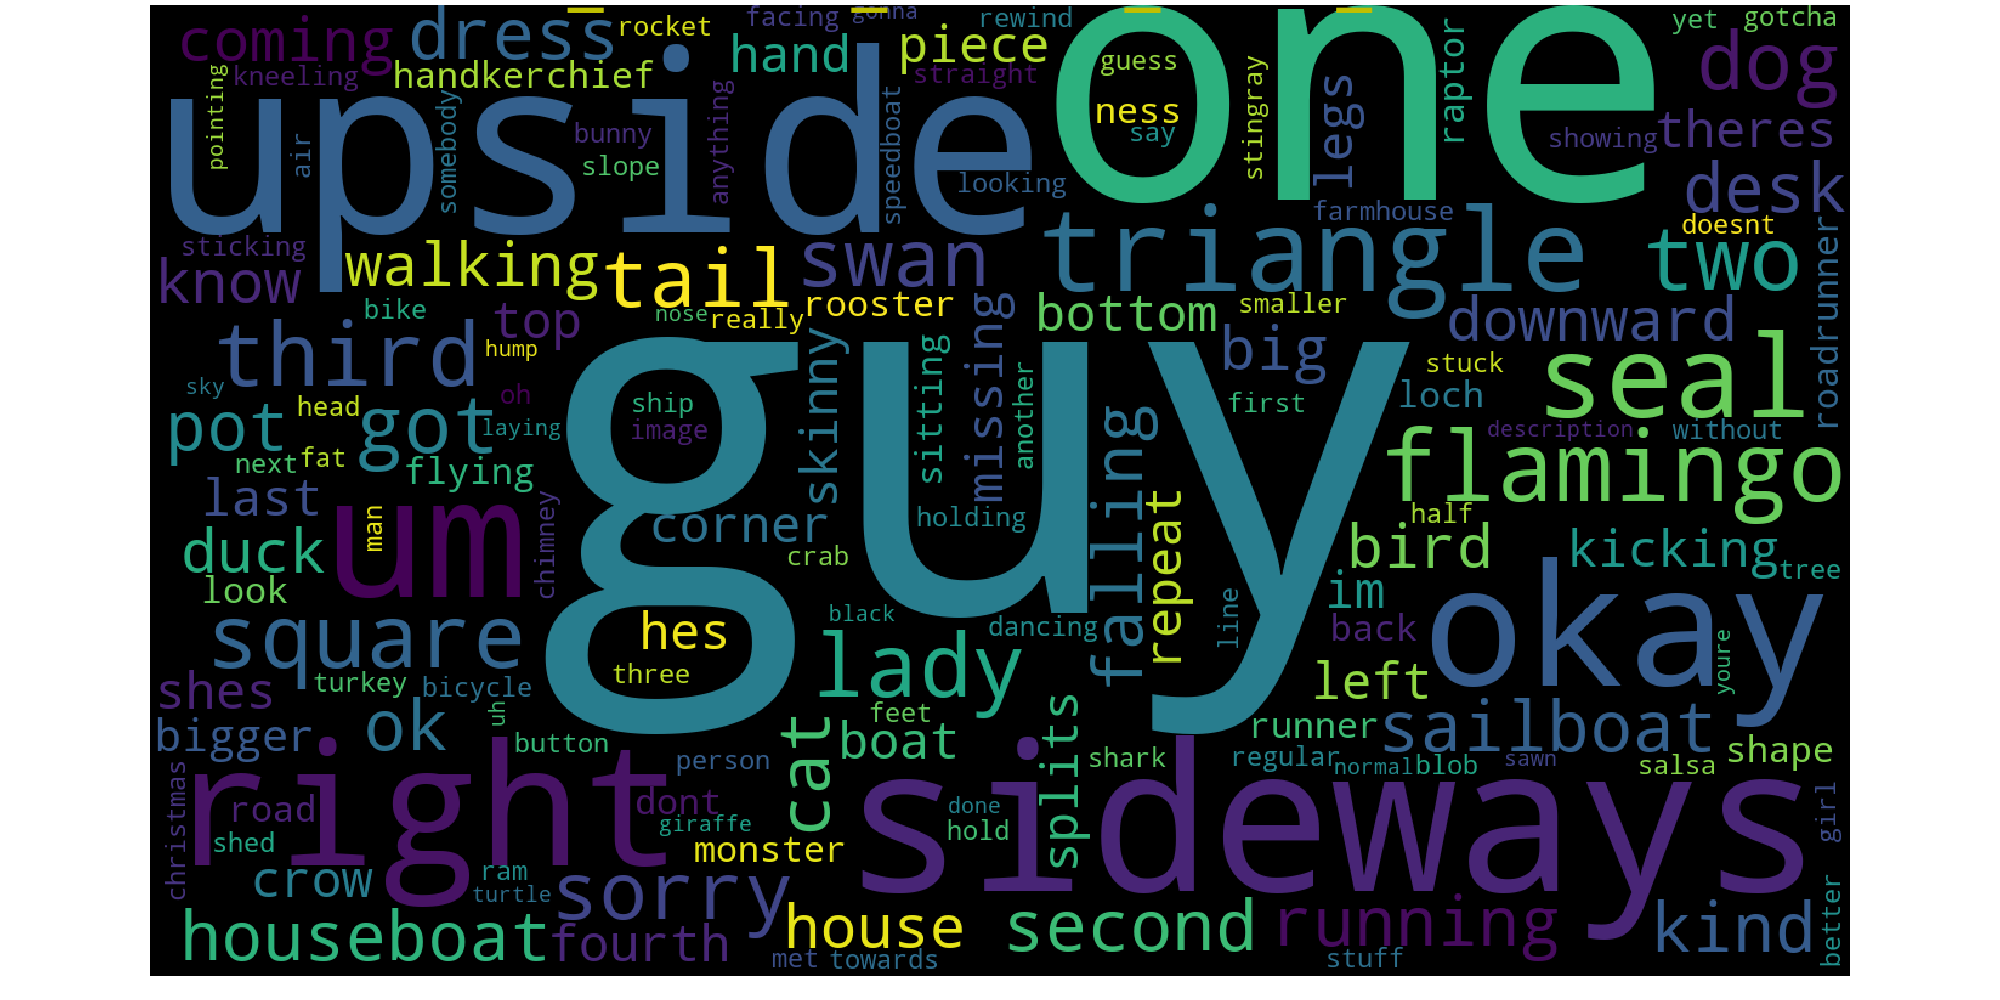 coming
dress
rocket
facing
gonna
rewind
one
yet
gotcha
kneeling
handkerchief
hand
piece
straight
guess
raptor
dog
pointing
upside
somebody
bunny
anything
speedboat
ness
say
stingray
legs
showing
theres
air
slope
looking
farmhouse
desk
sticking
walking
tail
swan
triangle
doesnt
two
roadrunner
know
bike
top
nose
really
rooster
bottom
smaller
downward
third
hump
guy
skinny
sitting
missing
another
big
stuck
seal
sky
head
oh
ship
first
loch
pot
got
laying
image
falling
description
without
next
fat
flying
flamingo
last
um
man
chimney
corner
holding
repeat
half
duck
crab
bird
kicking
tree
look
im
okay
square
hes
black
lady
dancing
line
back
youre
shes
turkey
bicycle
three
left
bigger
ok
uh
button
feet
boat
splits
runner
sailboat
shape
right
person
cat
shark
regular
normal
blob
sawn
salsa
christmas
road
dont
giraffe
done
sideways
girl
shed
monster
hold
crow
ram
turtle
sorry
houseboat
fourth
house
second
running
kind
better
met
towards
stuff